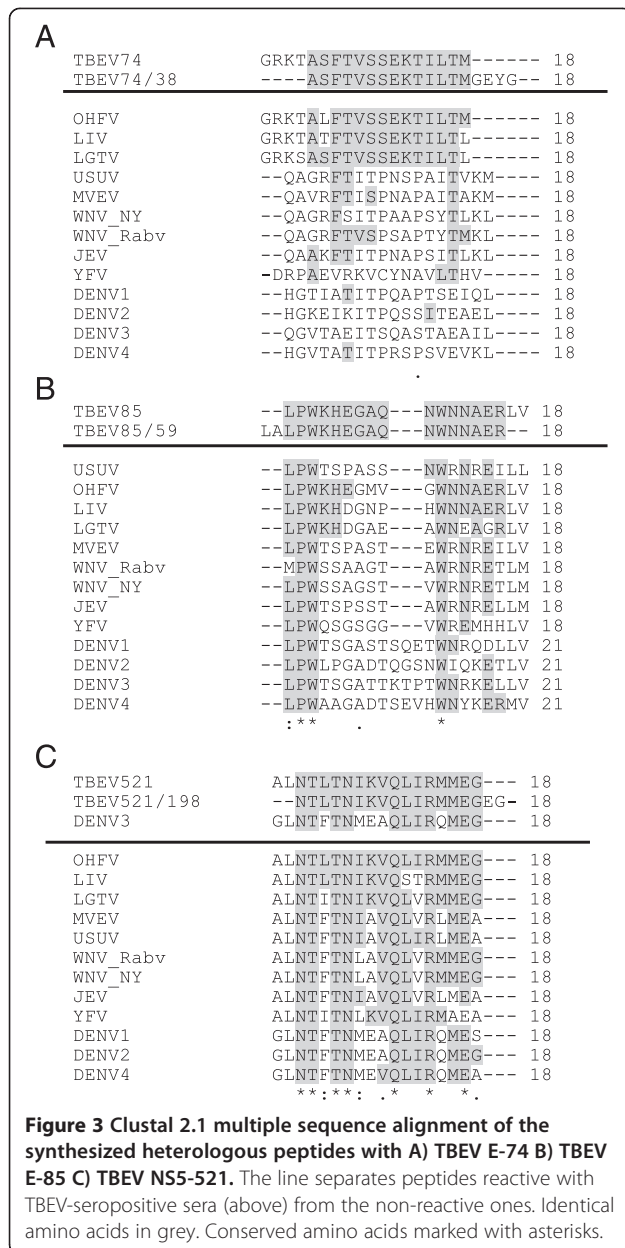 A
TBEV74 GRKTASFTVSSEKTILTM------ 18
TBEV74/38 ----ASFTVSSEKTILTMGEYG-- 18
OHFV GRKTALFTVSSEKTILTM------ 18
LIV GRKTATFTVSSEKTILTL------ 18
LGTV GRKSASFTVSSEKTILTL------ 18
USUV --QAGRFTITPNSPAITVKM---- 18
MVEV --QAVRFTISPNAPAITAKM---- 18
WNV_NY --QAGRFSITPAAPSYTLKL---- 18
WNV_Rabv --QAGRFTVSPSAPTYTMKL---- 18
JEV --QAAKFTITPNAPSITLKL---- 18
YFV -DRPAEVRKVCYNAVLTHV----- 18
DENV1 --HGTIATITPQAPTSEIQL---- 18
DENV2 --HGKEIKITPQSSITEAEL---- 18
DENV3 --QGVTAEITSQASTAEAIL---- 18
DENV4 --HGVTATITPRSPSVEVKL---- 18
.
B
TBEV85 --LPWKHEGAQ---NWNNAERLV 18
TBEV85/59 LALPWKHEGAQ---NWNNAER-- 18
USUV --LPWTSPASS---NWRNREILL 18
OHFV --LPWKHEGMV---GWNNAERLV 18
LIV --LPWKHDGNP---HWNNAERLV 18
LGTV --LPWKHDGAE---AWNEAGRLV 18
MVEV --LPWTSPAST---EWRNREILV 18
WNV_Rabv --MPWSSAAGT---AWRNRETLM 18
WNV_NY --LPWSSAGST---VWRNRETLM 18
JEV --LPWTSPSST---AWRNRELLM 18
YFV --LPWQSGSGG---VWREMHHLV 18
DENV1 --LPWTSGASTSQETWNRQDLLV 21
DENV2 --LPWLPGADTQGSNWIQKETLV 21
DENV3 --LPWTSGATTKTPTWNRKELLV 21
DENV4 --LPWAAGADTSEVHWNYKERMV 21
:** . *
C
TBEV521 ALNTLTNIKVQLIRMMEG--- 18
TBEV521/198 --NTLTNIKVQLIRMMEGEG- 18
DENV3 GLNTFTNMEAQLIRQMEG--- 18
OHFV ALNTLTNIKVQLIRMMEG--- 18
LIV ALNTLTNIKVQSTRMMEG--- 18
LGTV ALNTITNIKVQLVRMMEG--- 18
MVEV ALNTFTNIAVQLVRLMEA--- 18
USUV ALNTFTNIAVQLIRLMEA--- 18
WNV_Rabv ALNTFTNLAVQLVRMMEG--- 18
WNV_NY ALNTFTNLAVQLVRMMEG--- 18
JEV ALNTFTNIAVQLVRLMEA--- 18
YFV ALNTITNLKVQLIRMAEA--- 18
DENV1 GLNTFTNMEAQLIRQMES--- 18
DENV2 GLNTFTNMEAQLIRQMEG--- 18
DENV4 GLNTFTNMEVQLIRQMEA--- 18
**:**: .* * *.
Figure 3 Clustal 2.1 multiple sequence alignment of the
synthesized heterologous peptides with A) TBEV E-74 B) TBEV
E-85 C) TBEV NS5-521. The line separates peptides reactive with
TBEV-seropositive sera (above) from the non-reactive ones. Identical
amino acids in grey. Conserved amino acids marked with asterisks.